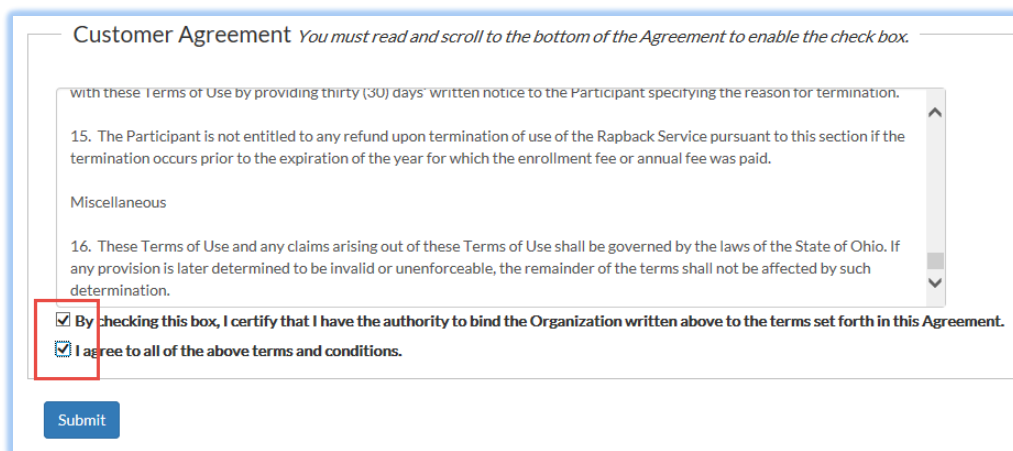 Customer Agreement You must read and scroll to the bottom of the Agreement to enable the check box.
with these Terms of Use by providing thirty (30) days' written notice to the Participant specifying the reason for termination.
15. The Participant is not entitled to any refund upon termination of use of the Rapback Service pursuant to this section if the
termination occurs prior to the expiration of the year for which the enrollment fee or annual fee was paid.
Miscellaneous
16. These Terms of Use and any claims arising out of these Terms of Use shall be governed by the laws of the State of Ohio. If
any provision is later determined to be invalid or unenforceable, the remainder of the terms shall not be affected by such
determination.
By checking this box, I certify that I have the authority to bind the Organization written above to the terms set forth in this Agreement.
I agree to all of the above terms and conditions.
Submit